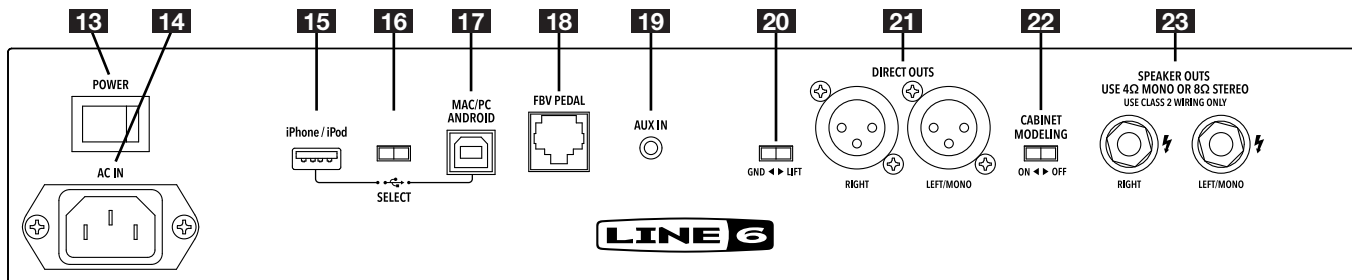 13 14 15 16 17 18 19 20 21 22 23
POWER
AC IN
iPhone / iPod
SELECT
MAC/PC
ANDROID
FBV PEDAL
AUX IN
GND ◄ ► LIFT
DIRECT OUTS
RIGHT
LEFT/MONO
CABINET
MODELING
ON ◄ ► OFF
SPEAKER OUTS
USE 4Ω MONO OR 8Ω STEREO
USE CLASS 2 WIRING ONLY
RIGHT
LEFT/MONO
LINE 6